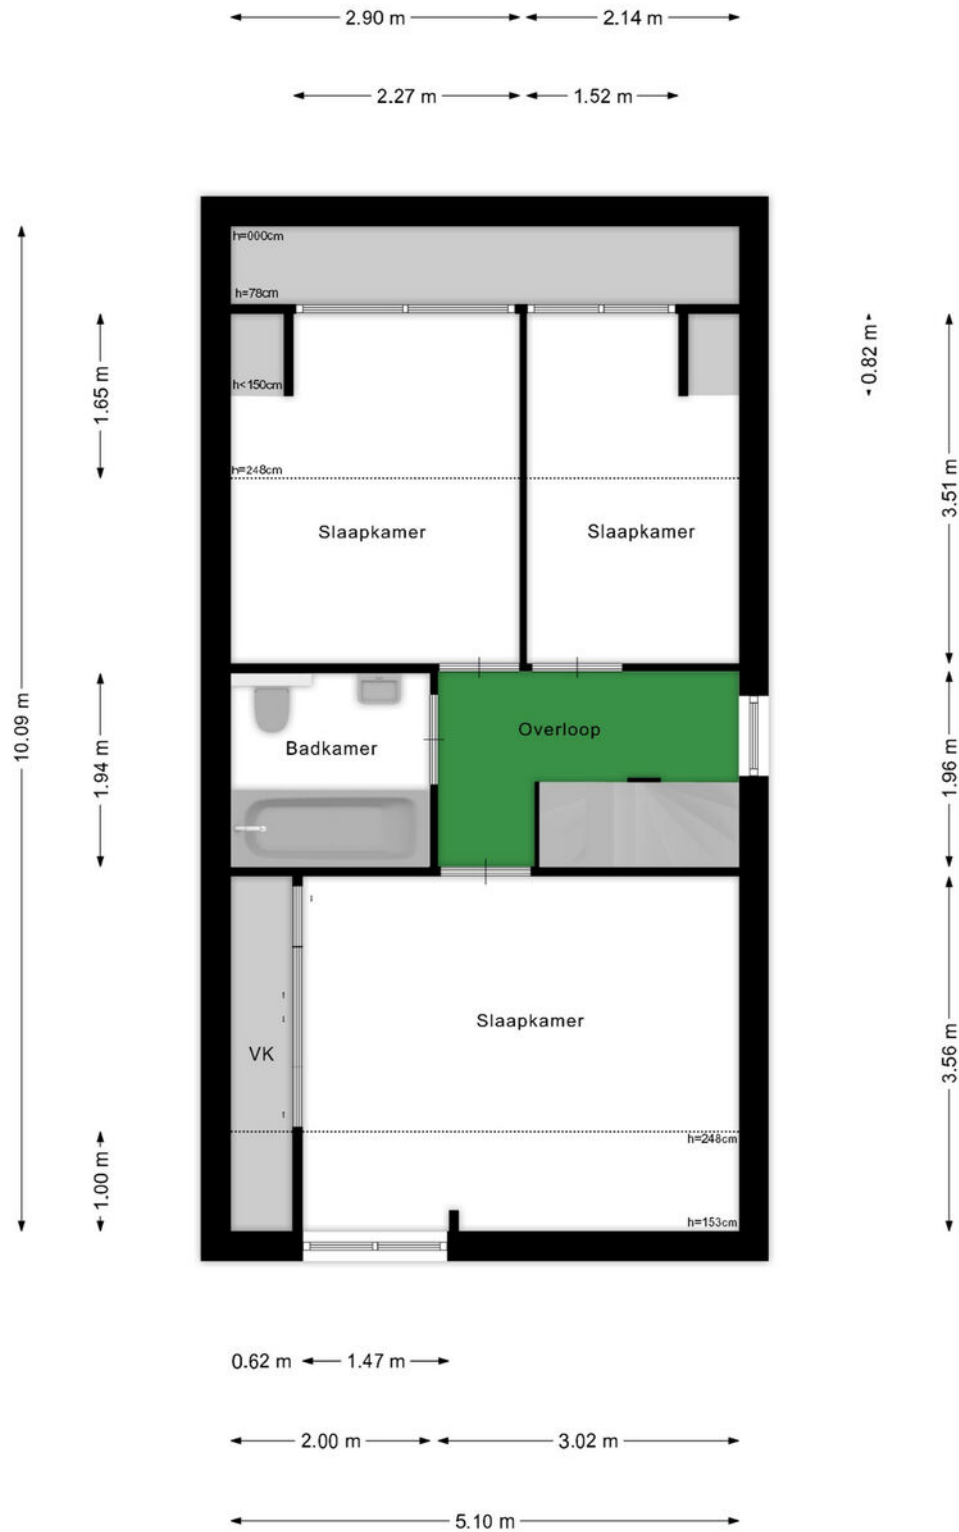 2.90 m
2.14 m
2.27 m
1.52 m
h=000cm
h=78cm
0.82 m
1.65 m
h<150cm
h=248cm
3.51 m
Slaapkamer
Slaapkamer
10.09 m
Overloop
Badkamer
1.94 m
1.96 m
Slaapkamer
VK
3.56 m
h=248cm
1.00 m
h=153cm
0.62 m
1.47 m
2.00 m
3.02 m
5.10 m